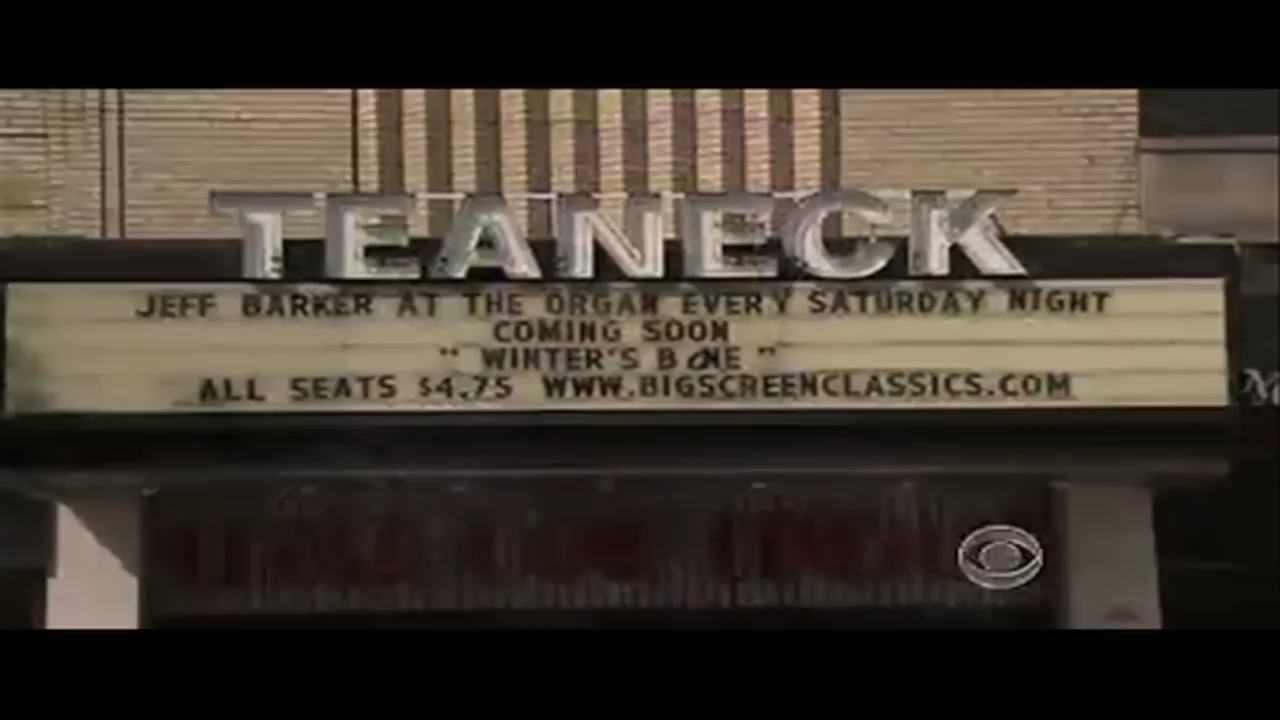 TEANECK
JEFF BARKER AT THE ORGAN EVERY SATURDAY NIGHT
COMING SOON
" WINTER'S BONE "
ALL SEATS $4.75 WWW.BIGSCREENCLASSICS.COM